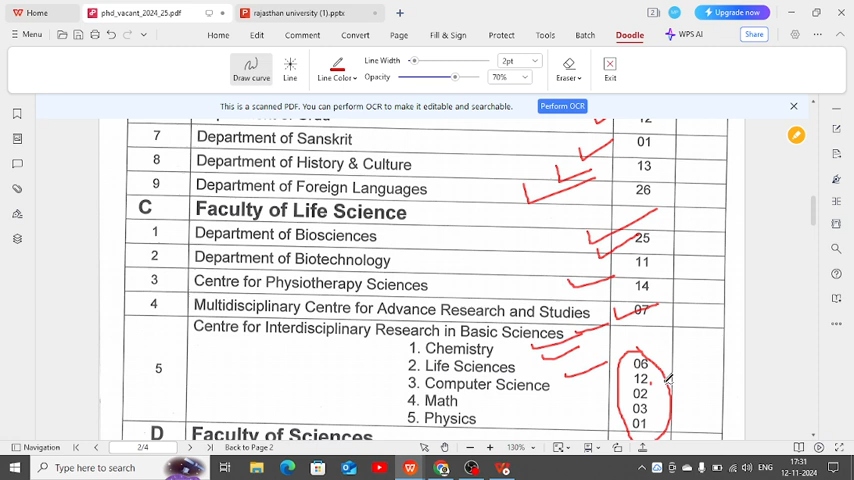 Home
phd_vacant_2024_25.pdf
rajasthan university (1).pptx
Upgrade now
Menu
Home Edit Comment Convert Page Fill & Sign Protect Tools Batch Doodle WPS AI Share
Draw curve
Line
Line Color
Line Width 2pt
Opacity 70%
Eraser
Exit
This is a scanned PDF. You can perform OCR to make it editable and searchable. Perform OCR
12
7 Department of Sanskrit 01
8 Department of History & Culture 13
9 Department of Foreign Languages 26
C Faculty of Life Science
1 Department of Biosciences 25
2 Department of Biotechnology 11
3 Centre for Physiotherapy Sciences 14
4 Multidisciplinary Centre for Advance Research and Studies 07
5 Centre for Interdisciplinary Research in Basic Sciences
1. Chemistry 06
2. Life Sciences 12
3. Computer Science 02
4. Math 03
5. Physics 01
D Faculty of Sciences
Navigation 2/4 Back to Page 2 130%
Type here to search
ENG
17:31
12-11-2024